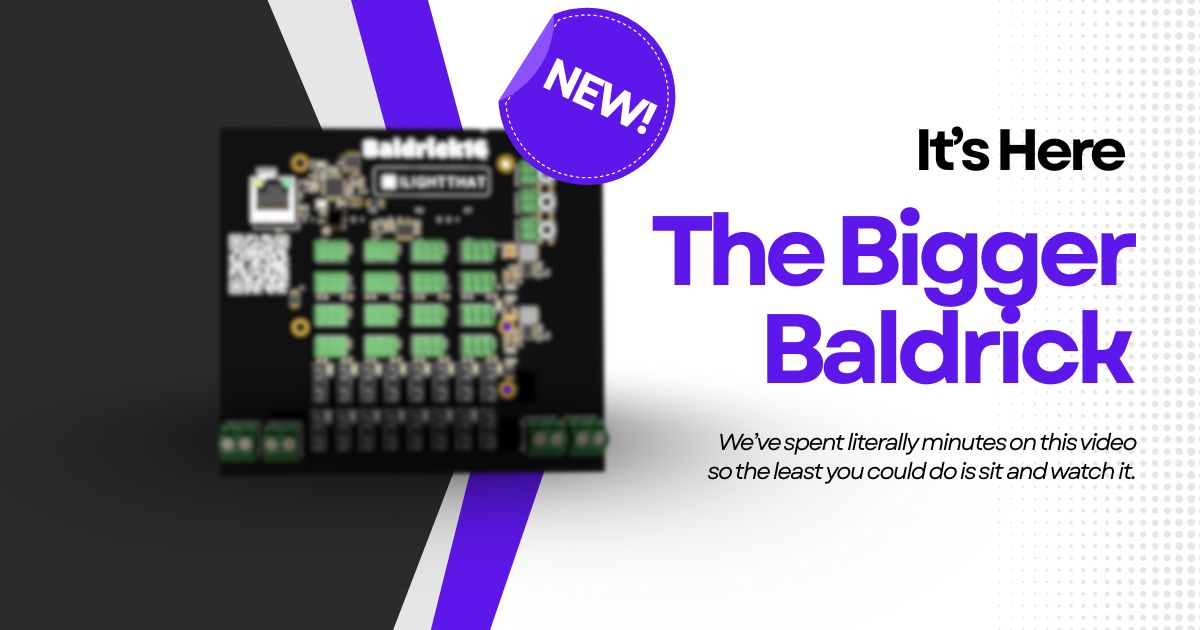 NEW!
It's Here
The Bigger
Baldrick
We've spent literally minutes on this video
so the least you could do is sit and watch it.
Baldrick16
ILIGHTTHAT